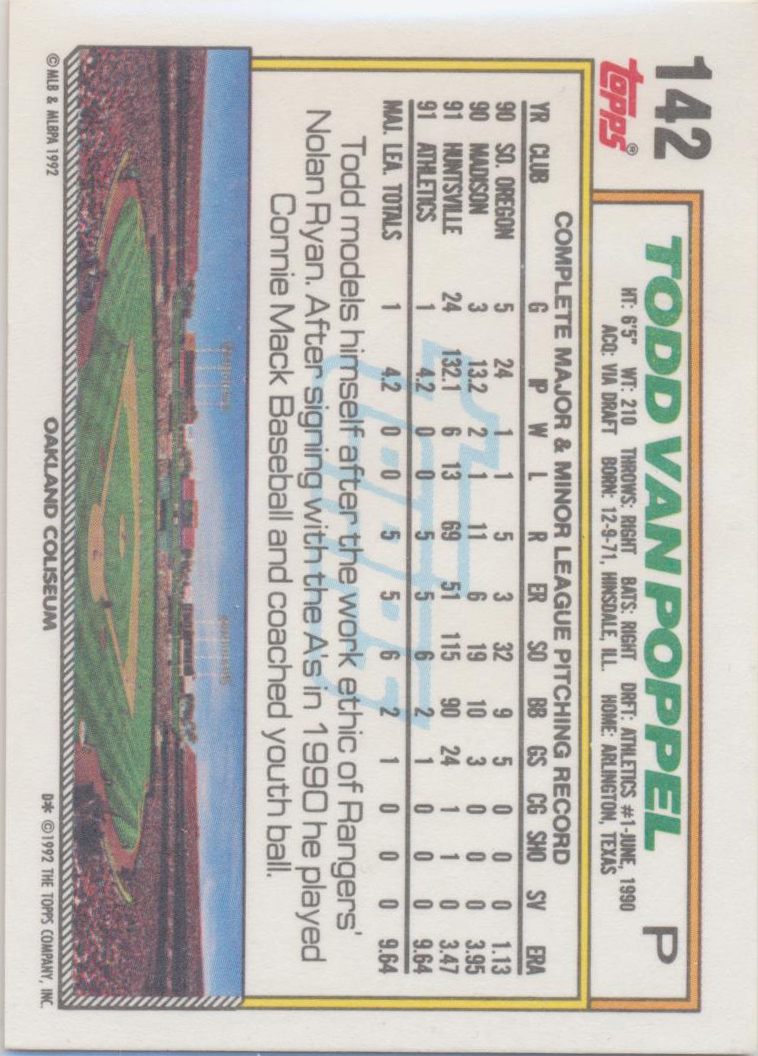 142
topps®
TODD VAN POPPEL P
HT: 6'5" WT: 210 THROWS: RIGHT BATS: RIGHT DRFT: ATHLETICS #1-JUNE, 1990
ACQ: VIA DRAFT BORN: 12-9-71, HINSDALE, ILL. HOME: ARLINGTON, TEXAS
COMPLETE MAJOR & MINOR LEAGUE PITCHING RECORD
YR CLUB G IP W L R ER SO BB GS CG SHO SV ERA
90 SO. OREGON 5 24 1 1 5 3 32 9 5 0 0 0 1.13
90 MADISON 3 13.2 2 1 11 6 19 10 3 0 0 0 3.95
91 HUNTSVILLE 24 132.1 6 13 69 51 115 90 24 1 1 0 3.47
91 ATHLETICS 1 4.2 0 0 5 5 6 2 1 0 0 0 9.64
MAJ. LEA. TOTALS 1 4.2 0 0 5 5 6 2 1 0 0 0 9.64
Todd models himself after the work ethic of Rangers'
Nolan Ryan. After signing with the A's in 1990 he played
Connie Mack Baseball and coached youth ball.
©MLB & MLBPA 1992 OAKLAND COLISEUM D* ©1992 THE TOPPS COMPANY, INC.